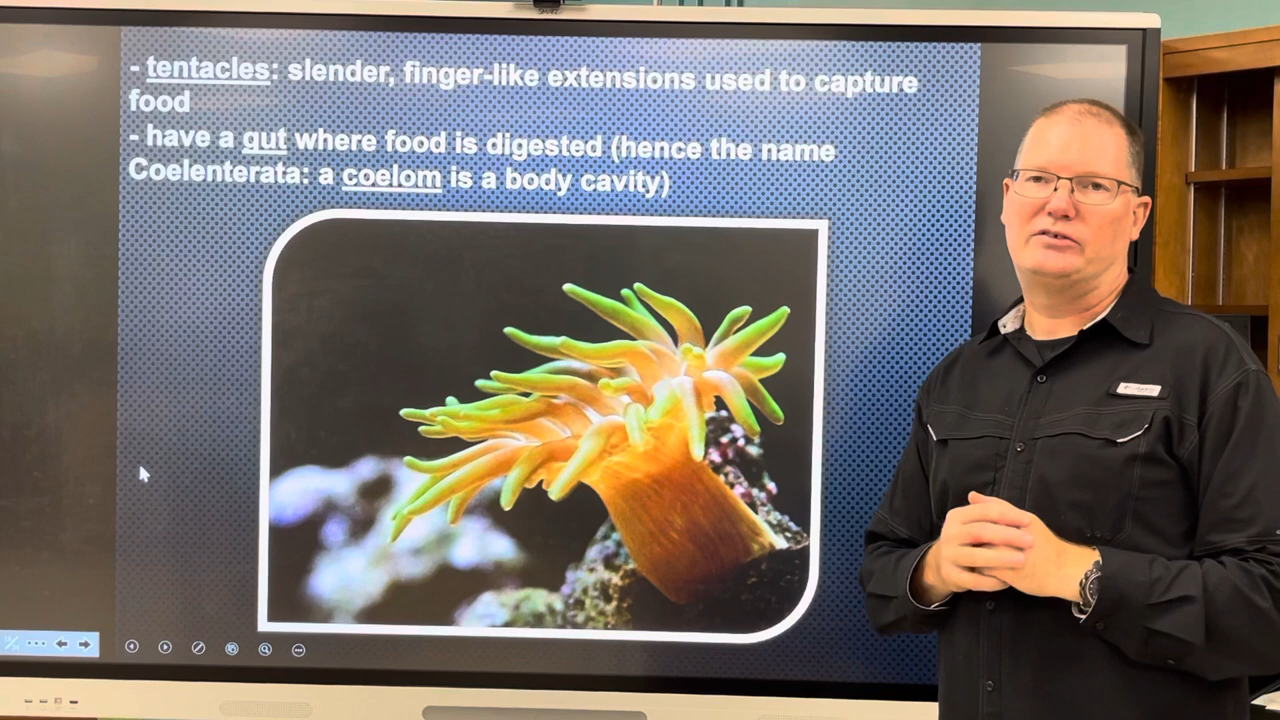 SMART
- tentacles: slender, finger-like extensions used to capture
food
- have a gut where food is digested (hence the name
Coelenterata: a coelom is a body cavity)